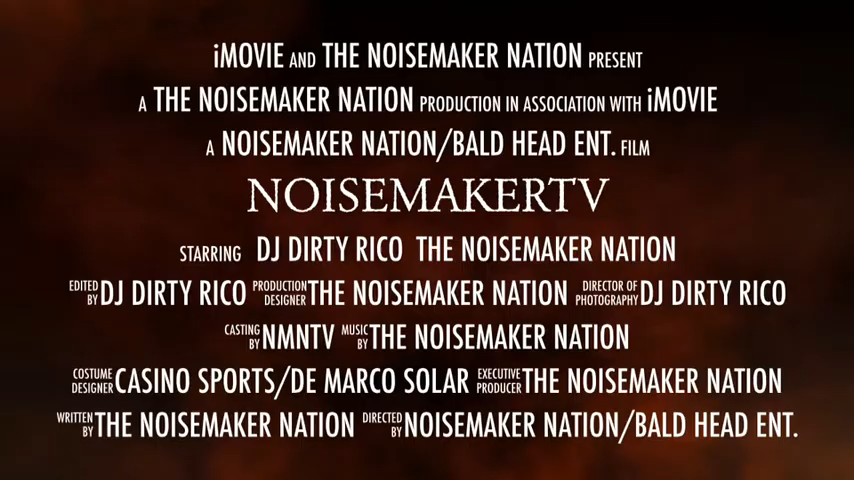 iMOVIE AND THE NOISEMAKER NATION PRESENT
A THE NOISEMAKER NATION PRODUCTION IN ASSOCIATION WITH iMOVIE
A NOISEMAKER NATION/BALD HEAD ENT. FILM
NOISEMAKERTV
STARRING DJ DIRTY RICO THE NOISEMAKER NATION
EDITED BY DJ DIRTY RICO PRODUCTION DESIGNER THE NOISEMAKER NATION DIRECTOR OF PHOTOGRAPHY DJ DIRTY RICO
CASTING BY NMNTV MUSIC BY THE NOISEMAKER NATION
COSTUME DESIGNER CASINO SPORTS/DE MARCO SOLAR EXECUTIVE PRODUCER THE NOISEMAKER NATION
WRITTEN BY THE NOISEMAKER NATION DIRECTED BY NOISEMAKER NATION/BALD HEAD ENT.